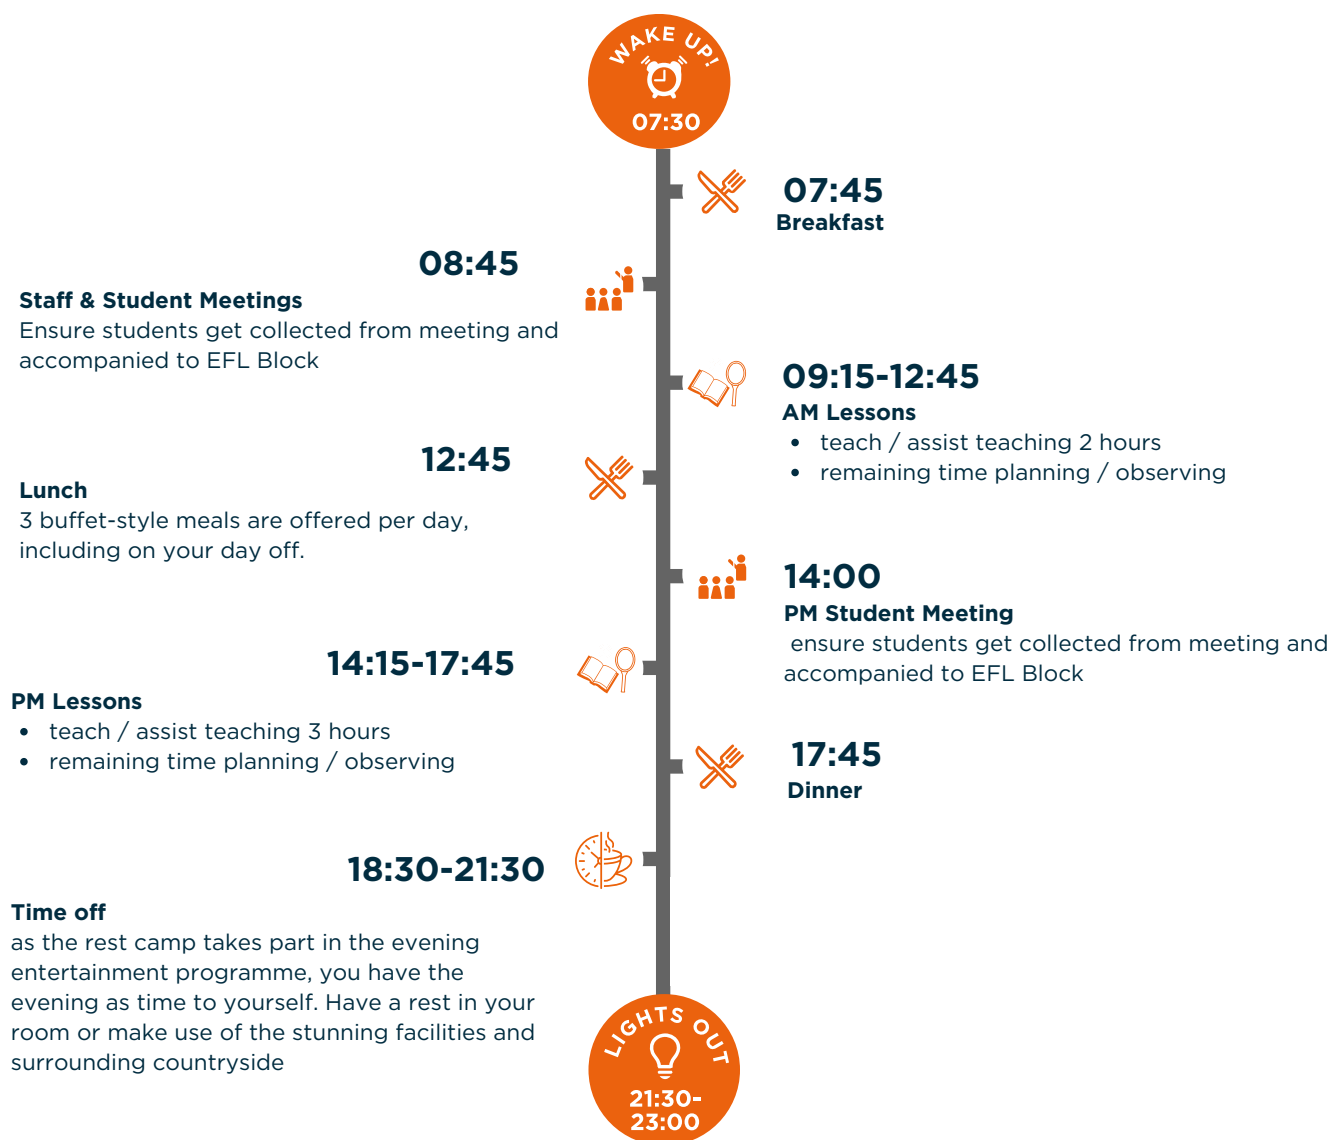 WAKE UP!
07:30
07:45
Breakfast
08:45
Staff & Student Meetings
Ensure students get collected from meeting and
accompanied to EFL Block
09:15-12:45
AM Lessons
• teach / assist teaching 2 hours
• remaining time planning / observing
12:45
Lunch
3 buffet-style meals are offered per day,
including on your day off.
14:00
PM Student Meeting
ensure students get collected from meeting and
accompanied to EFL Block
14:15-17:45
PM Lessons
• teach / assist teaching 3 hours
• remaining time planning / observing
17:45
Dinner
18:30-21:30
Time off
as the rest camp takes part in the evening
entertainment programme, you have the
evening as time to yourself. Have a rest in your
room or make use of the stunning facilities and
surrounding countryside
LIGHTS OUT
21:30-
23:00